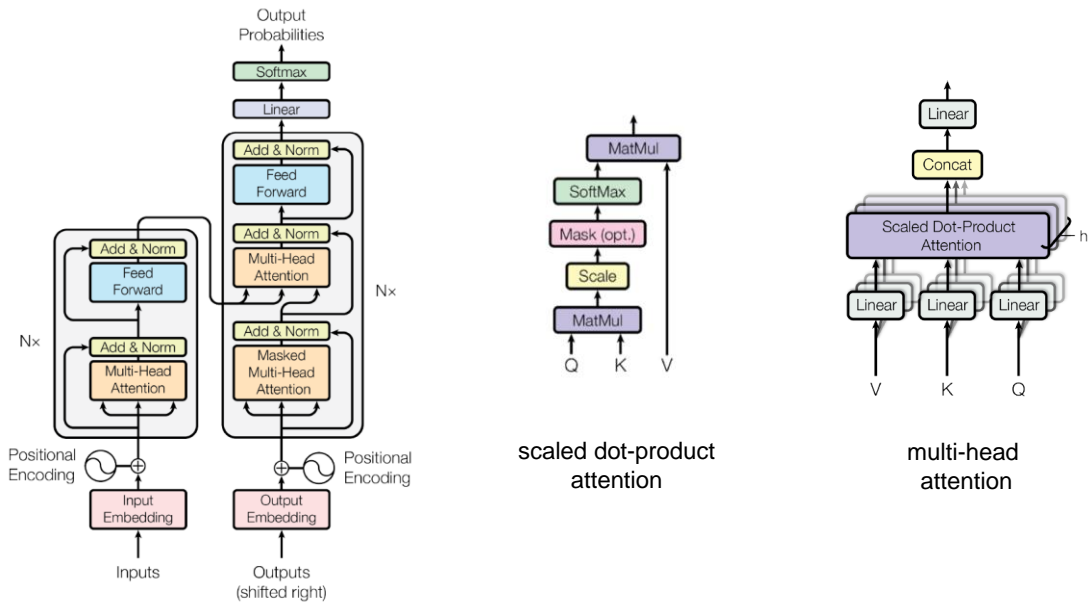 Output
Probabilities
Softmax
Linear
Add & Norm
Feed
Forward
Add & Norm
Multi-Head
Attention
Add & Norm
Masked
Multi-Head
Attention
N×
Add & Norm
Feed
Forward
Add & Norm
Multi-Head
Attention
N×
Positional
Encoding
Positional
Encoding
Input
Embedding
Output
Embedding
Inputs
Outputs
(shifted right)
MatMul
SoftMax
Mask (opt.)
Scale
MatMul
Q K V
scaled dot-product
attention
Linear
Concat
Scaled Dot-Product
Attention
h
Linear Linear Linear
V K Q
multi-head
attention